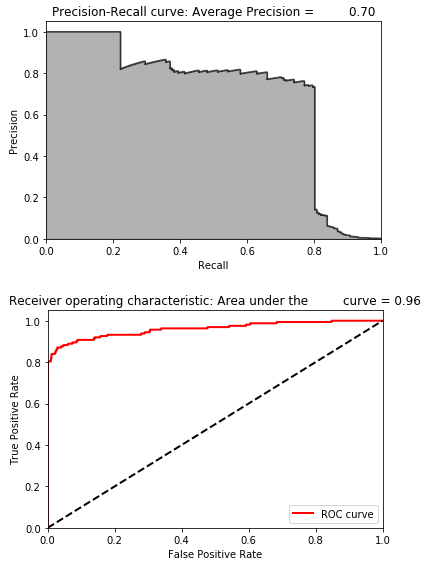 Precision-Recall curve: Average Precision =          0.70
1.0
0.8
0.6
0.4
0.2
0.0
Precision
0.0 0.2 0.4 0.6 0.8 1.0
Recall
Receiver operating characteristic: Area under the          curve = 0.96
1.0
0.8
0.6
0.4
0.2
0.0
True Positive Rate
ROC curve
0.0 0.2 0.4 0.6 0.8 1.0
False Positive Rate